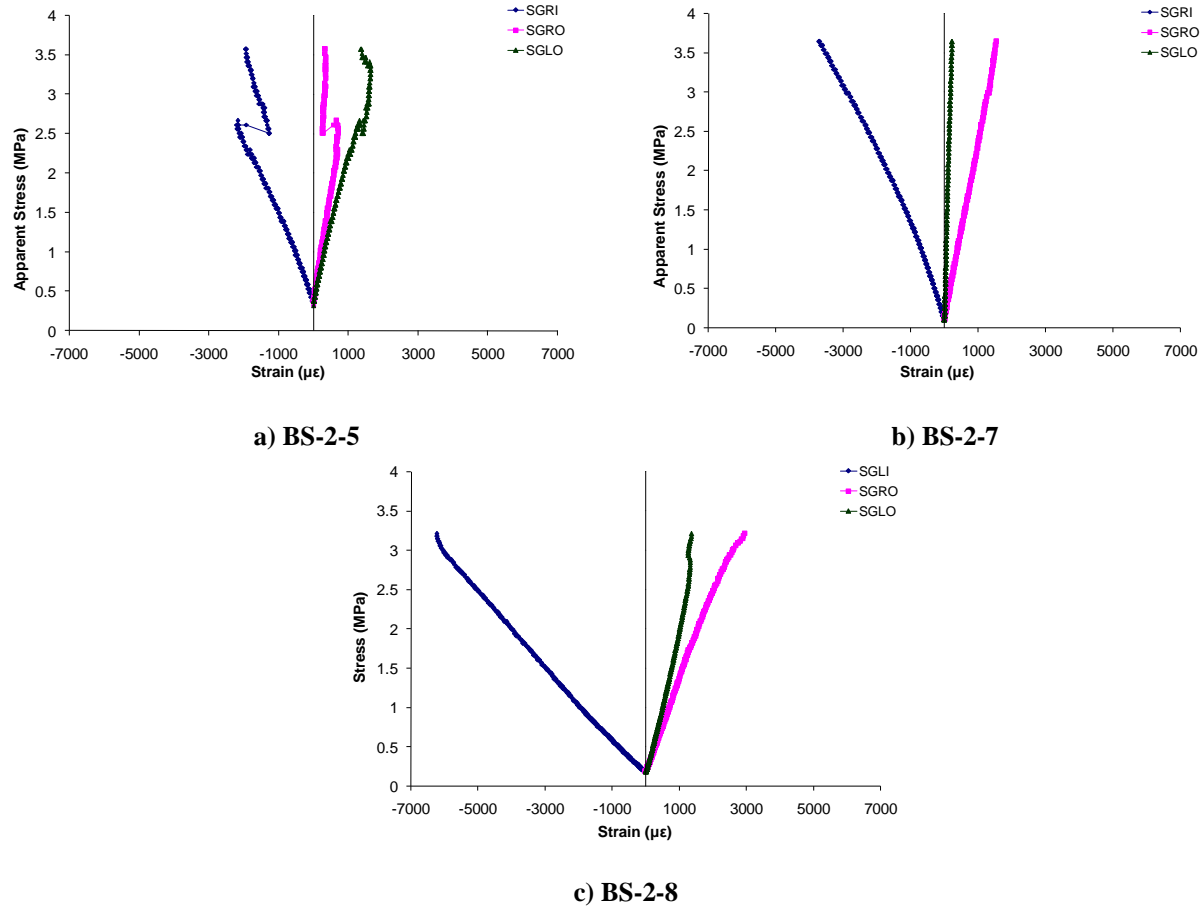 SGRI
SGRO
SGLO
4
3.5
3
2.5
2
1.5
1
0.5
0
Apparent Stress (MPa)
-7000 -5000 -3000 -1000 1000 3000 5000 7000
Strain (με)
a) BS-2-5
SGRI
SGRO
SGLO
4
3.5
3
2.5
2
1.5
1
0.5
0
Apparent Stress (MPa)
-7000 -5000 -3000 -1000 1000 3000 5000 7000
Strain (με)
b) BS-2-7
SGLI
SGRO
SGLO
4
3.5
3
2.5
2
1.5
1
0.5
0
Stress (MPa)
-7000 -5000 -3000 -1000 1000 3000 5000 7000
Strain (με)
c) BS-2-8